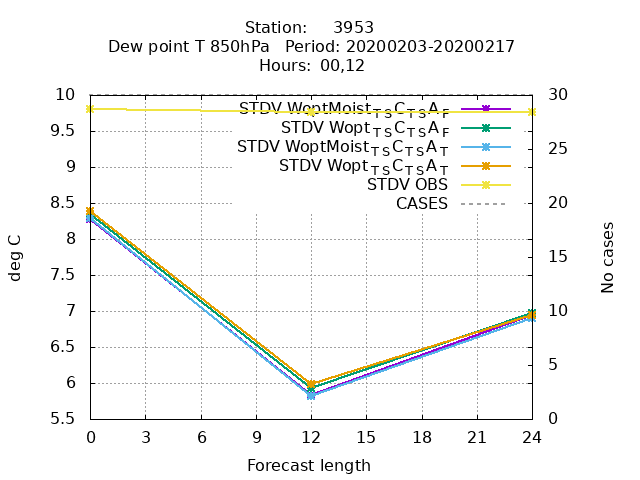 Station: 3953
Dew point T 850hPa Period: 20200203-20200217
Hours: 00,12
10
9.5
9
8.5
8
7.5
7
6.5
6
5.5
deg C
STDV WoptMoist_TS C_TS A_F
STDV Wopt_TS C_TS A_F
STDV WoptMoist_TS C_TS A_T
STDV Wopt_TS C_TS A_T
STDV OBS
CASES
30
25
20
15
10
5
0
No cases
0 3 6 9 12 15 18 21 24
Forecast length